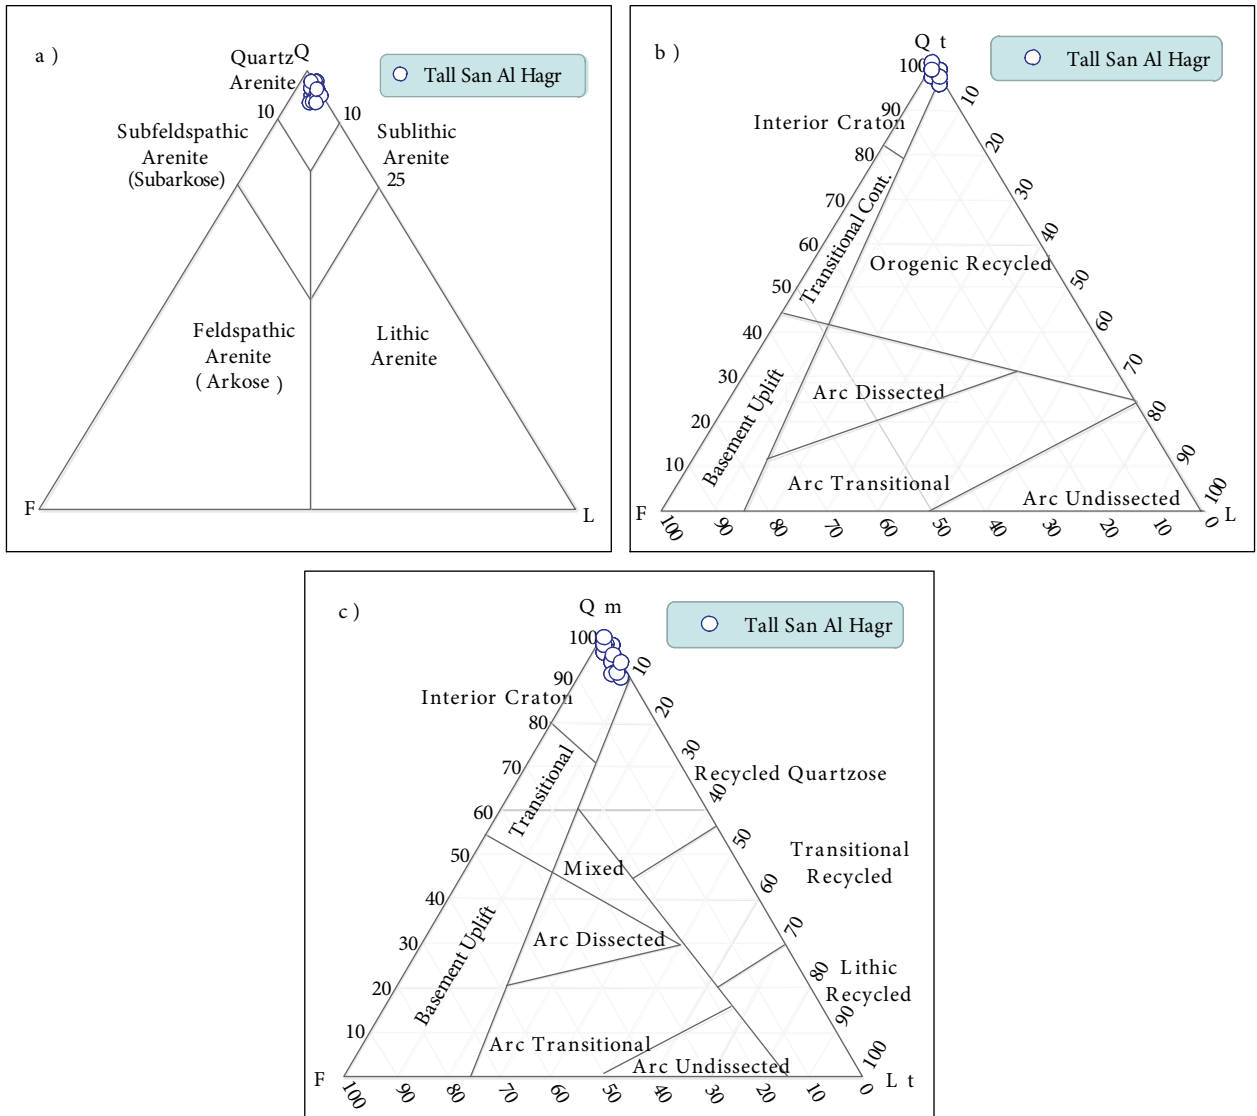 a )
Q
Quartz
Arenite
Tall San Al Hagr
10
10
Subfeldspathic
Arenite
(Subarkose)
Sublithic
Arenite
25
Feldspathic
Arenite
( Arkose )
Lithic
Arenite
F
L
b )
Q t
Tall San Al Hagr
100
90
80
70
60
50
40
30
20
10
10
20
30
40
50
60
70
80
90
100
Interior Craton
Transitional Cont.
Orogenic Recycled
Basement Uplift
Arc Dissected
Arc Transitional
Arc Undissected
F
L
100
90
80
70
60
50
40
30
20
10
0
c )
Q m
Tall San Al Hagr
100
90
80
70
60
50
40
30
20
10
10
20
30
40
50
60
70
80
90
100
Interior Craton
Transitional
Recycled Quartzose
Mixed
Transitional
Recycled
Basement Uplift
Arc Dissected
Lithic
Recycled
Arc Transitional
Arc Undissected
F
L t
100
90
80
70
60
50
40
30
20
10
0